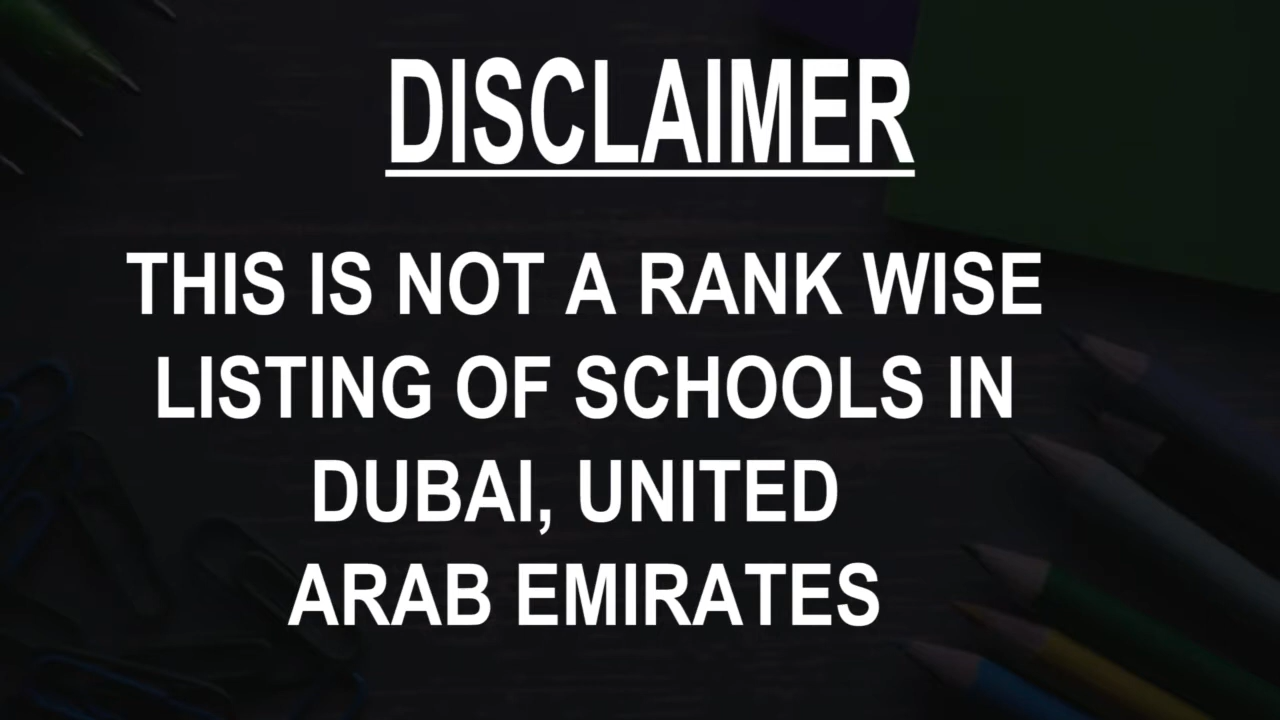 DISCLAIMER
THIS IS NOT A RANK WISE
LISTING OF SCHOOLS IN
DUBAI, UNITED
ARAB EMIRATES